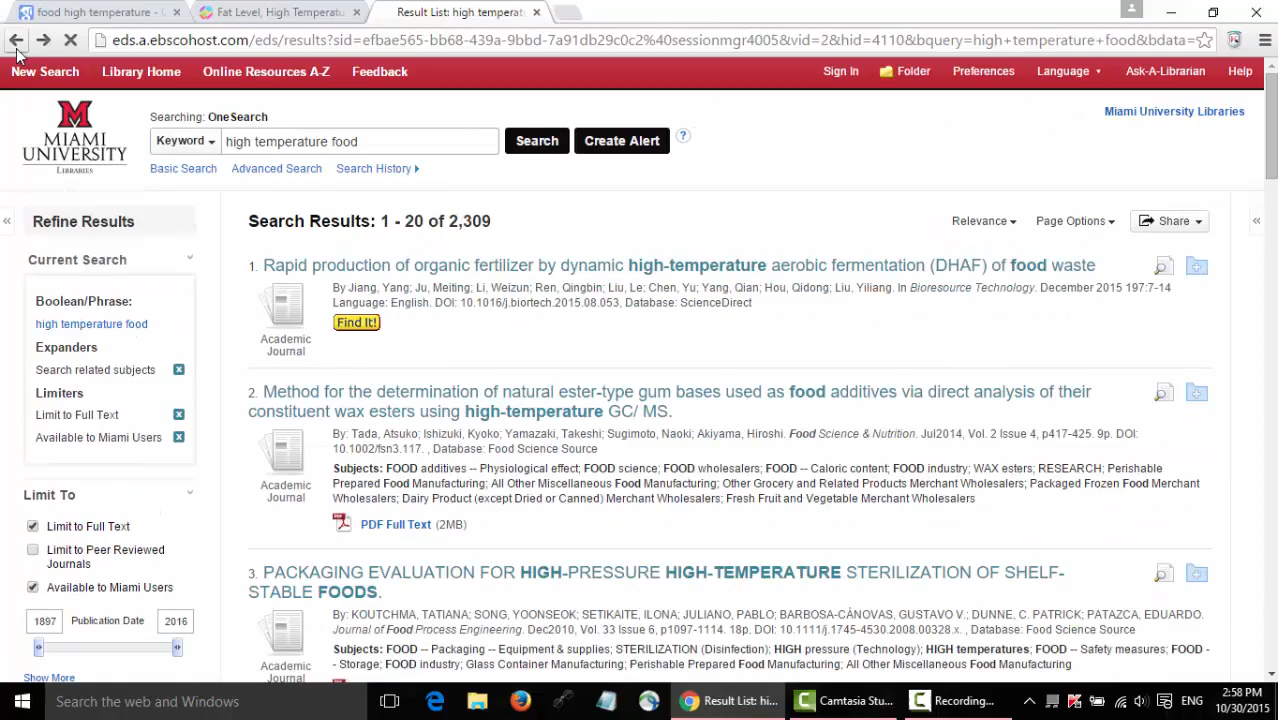 food high temperature - l
Fat Level, High Temperatu
Result List: high temperat
eds.a.ebscohost.com/eds/results?sid=efbae565-bb68-439a-9bbd-7a91db29c0c2%40sessionmgr4005&vid=2&hid=4110&bquery=high+temperature+food&bdata=
New Search Library Home Online Resources A-Z Feedback Sign In Folder Preferences Language Ask-A-Librarian Help
MIAMI
UNIVERSITY
LIBRARIES
Searching: OneSearch
Miami University Libraries
Keyword high temperature food Search Create Alert ?
Basic Search Advanced Search Search History
Refine Results
Current Search
Boolean/Phrase:
high temperature food
Expanders
Search related subjects
Limiters
Limit to Full Text
Available to Miami Users
Limit To
Limit to Full Text
Limit to Peer Reviewed
Journals
Available to Miami Users
1897 Publication Date 2016
Show More
Search Results: 1 - 20 of 2,309
Relevance Page Options Share
1. Rapid production of organic fertilizer by dynamic high-temperature aerobic fermentation (DHAF) of food waste
By Jiang, Yang; Ju, Meiting; Li, Weizun; Ren, Qingbin; Liu, Le; Chen, Yu; Yang, Qian; Hou, Qidong; Liu, Yiliang. In Bioresource Technology. December 2015 197:7-14
Language: English. DOI: 10.1016/j.biortech.2015.08.053, Database: ScienceDirect
Find It!
Academic
Journal
2. Method for the determination of natural ester-type gum bases used as food additives via direct analysis of their
constituent wax esters using high-temperature GC/ MS.
By: Tada, Atsuko; Ishizuki, Kyoko; Yamazaki, Takeshi; Sugimoto, Naoki; Akiyama, Hiroshi. Food Science & Nutrition. Jul2014, Vol. 2 Issue 4, p417-425. 9p. DOI:
10.1002/fsn3.117. , Database: Food Science Source
Academic
Journal
Subjects: FOOD additives -- Physiological effect; FOOD science; FOOD wholesalers; FOOD -- Caloric content; FOOD industry; WAX esters; RESEARCH; Perishable
Prepared Food Manufacturing; All Other Miscellaneous Food Manufacturing; Other Grocery and Related Products Merchant Wholesalers; Packaged Frozen Food Merchant
Wholesalers; Dairy Product (except Dried or Canned) Merchant Wholesalers; Fresh Fruit and Vegetable Merchant Wholesalers
PDF Full Text (2MB)
3. PACKAGING EVALUATION FOR HIGH-PRESSURE HIGH-TEMPERATURE STERILIZATION OF SHELF-
STABLE FOODS.
By: KOUTCHMA, TATIANA; SONG, YOONSEOK; SETIKAITE, ILONA; JULIANO, PABLO; BARBOSA-CÁNOVAS, GUSTAVO V.; DUNNE, C. PATRICK; PATAZCA, EDUARDO.
Journal of Food Process Engineering. Dec2010, Vol. 33 Issue 6, p1097-1114. 18p. DOI: 10.1111/j.1745-4530.2008.00328.x. , Database: Food Science Source
Academic
Subjects: FOOD -- Packaging -- Equipment & supplies; STERILIZATION (Disinfection); HIGH pressure (Technology); HIGH temperatures; FOOD -- Safety measures; FOOD -
- Storage; FOOD industry; Glass Container Manufacturing; Perishable Prepared Food Manufacturing; All Other Miscellaneous Food Manufacturing
Search the web and Windows
Result List: hi...
Camtasia Stu...
Recording...
ENG
2:58 PM
10/30/2015